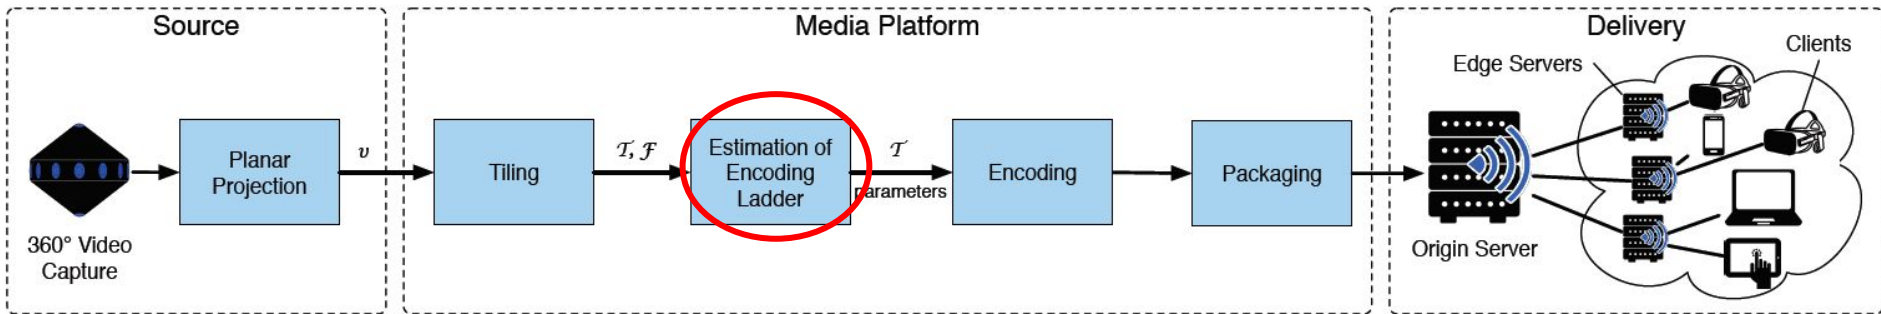 Source
360° Video
Capture
Planar
Projection
v
Media Platform
Tiling
𝒯, ℱ
Estimation of
Encoding
Ladder
𝒯
parameters
Encoding
Packaging
Delivery
Clients
Edge Servers
Origin Server